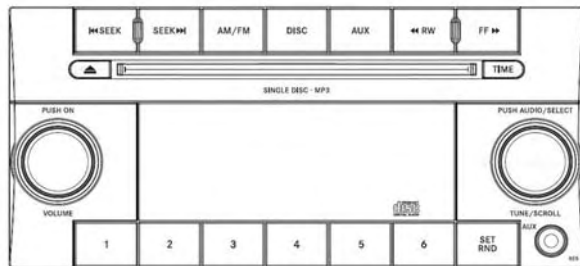 ⏮SEEK SEEK⏭ AM/FM DISC AUX ◀◀ RW FF ▶▶
TIME
SINGLE DISC - MP3
PUSH ON PUSH AUDIO/SELECT
disc
VOLUME TUNE/SCROLL
1 2 3 4 5 6 SET RND AUX